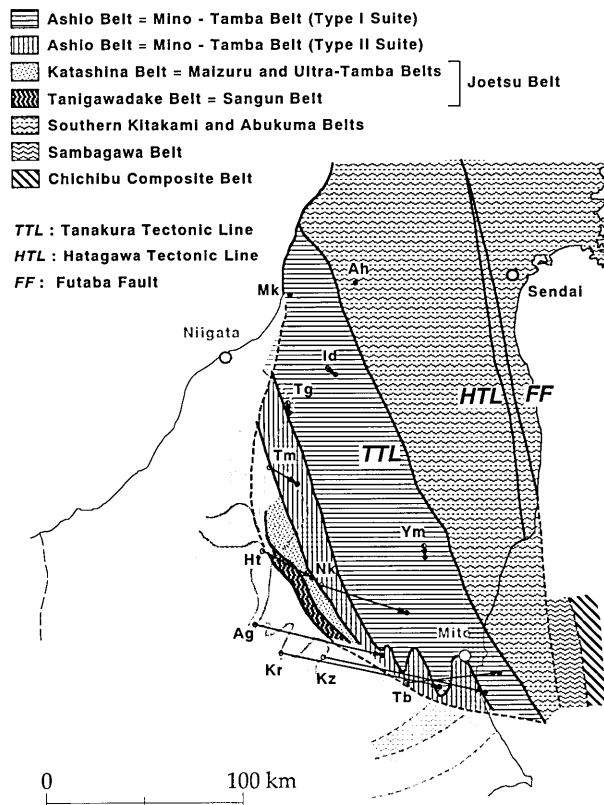 Ashio Belt = Mino - Tamba Belt (Type I Suite)
Ashio Belt = Mino - Tamba Belt (Type II Suite)
Katashina Belt = Maizuru and Ultra-Tamba Belts
Joetsu Belt
Tanigawadake Belt = Sangun Belt
Southern Kitakami and Abukuma Belts
Sambagawa Belt
Chichibu Composite Belt
TTL : Tanakura Tectonic Line
HTL : Hatagawa Tectonic Line
FF : Futaba Fault
Ah
Sendai
Mk
Niigata
Id
Tg
HTL
FF
TTL
Tm
Ym
Ht
Nk
Ag
Mito
Kr
Kz
Tb
0
100 km